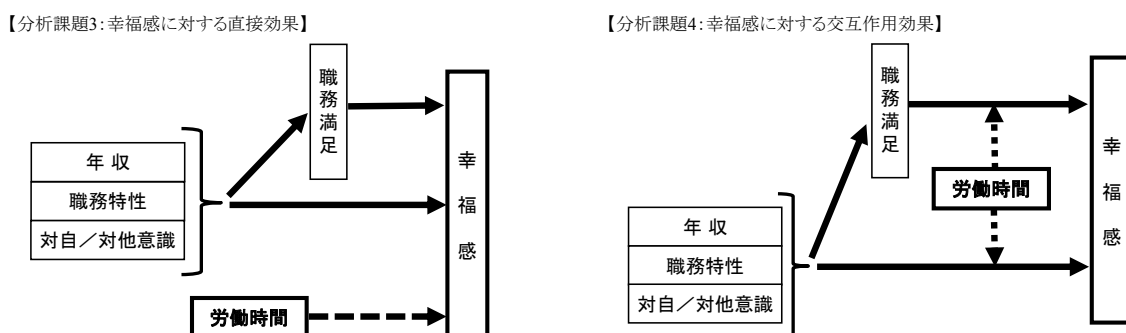 【分析課題3:幸福感に対する直接効果】
職務満足
年 収
職務特性
対自／対他意識
幸福感
労働時間
【分析課題4:幸福感に対する交互作用効果】
職務満足
労働時間
幸福感
年 収
職務特性
対自／対他意識